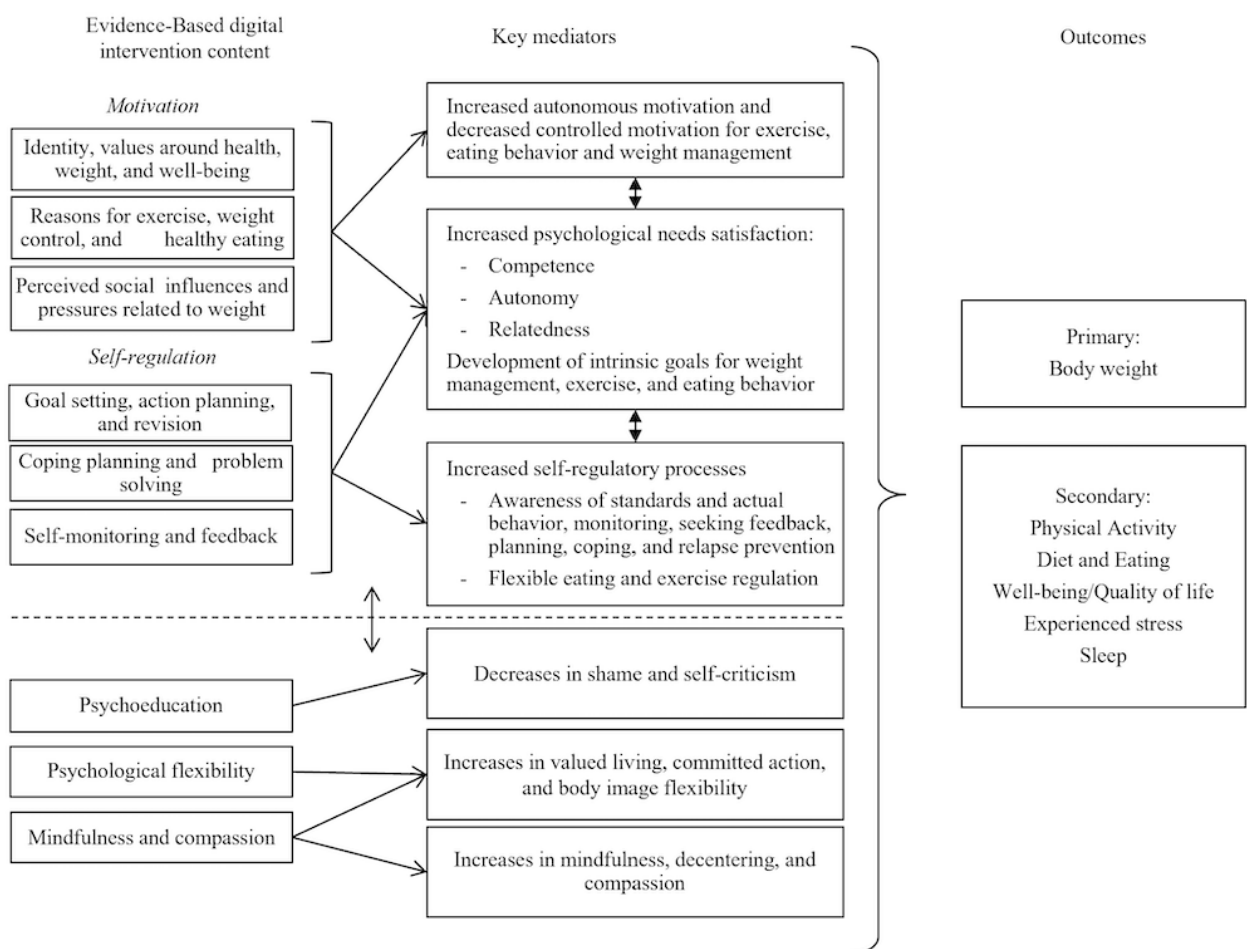 Evidence-Based digital
intervention content
Key mediators
Outcomes
Motivation
Identity, values around health,
weight, and well-being
Reasons for exercise, weight
control, and healthy eating
Perceived social influences and
pressures related to weight
Self-regulation
Goal setting, action planning,
and revision
Coping planning and problem
solving
Self-monitoring and feedback
Psychoeducation
Psychological flexibility
Mindfulness and compassion
Increased autonomous motivation and
decreased controlled motivation for exercise,
eating behavior and weight management
Increased psychological needs satisfaction:
- Competence
- Autonomy
- Relatedness
Development of intrinsic goals for weight
management, exercise, and eating behavior
Increased self-regulatory processes
- Awareness of standards and actual
behavior, monitoring, seeking feedback,
planning, coping, and relapse prevention
- Flexible eating and exercise regulation
Decreases in shame and self-criticism
Increases in valued living, committed action,
and body image flexibility
Increases in mindfulness, decentering, and
compassion
Primary:
Body weight
Secondary:
Physical Activity
Diet and Eating
Well-being/Quality of life
Experienced stress
Sleep